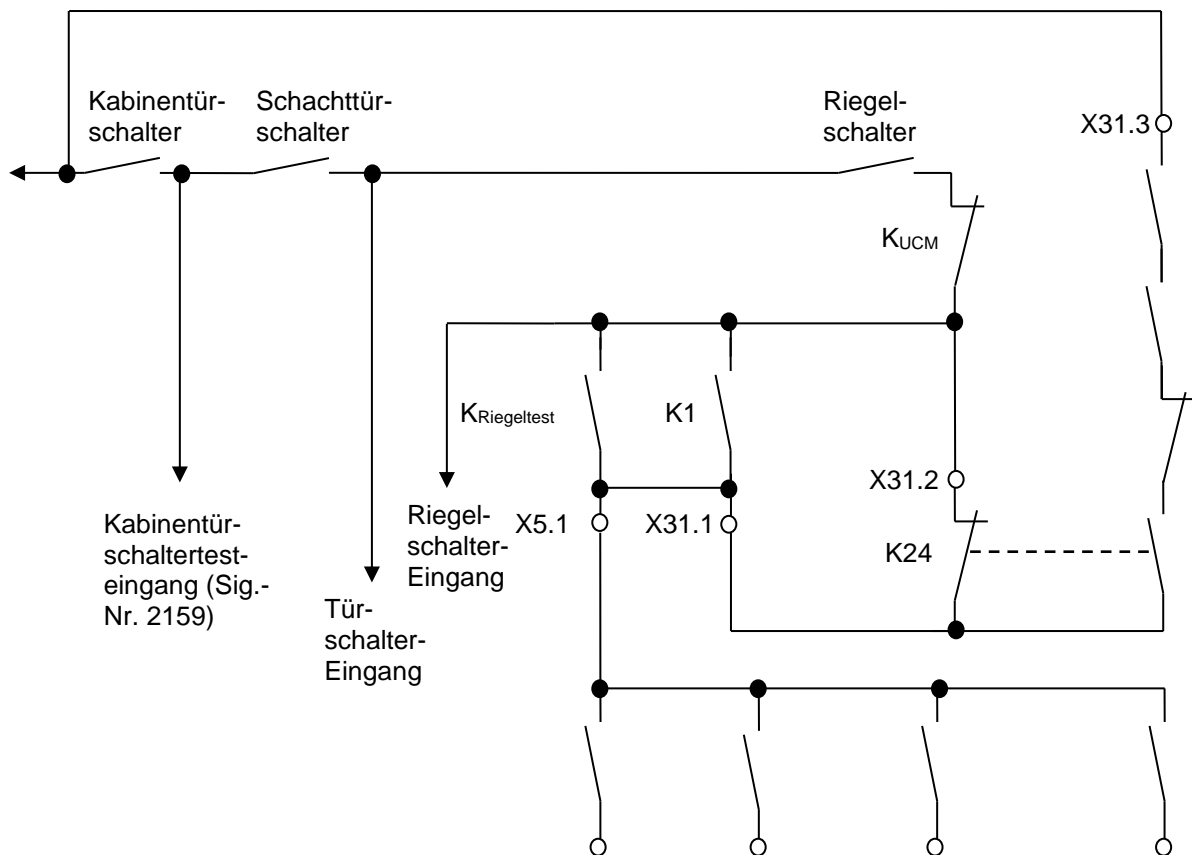 Kabinentür-
schalter
Schachttür-
schalter
Riegel-
schalter
X31.3
KUCM
KRiegeltest
K1
X31.2
X5.1
X31.1
K24
Kabinentür-
schaltertest-
eingang (Sig.-
Nr. 2159)
Riegel-
schalter-
Eingang
Tür-
schalter-
Eingang